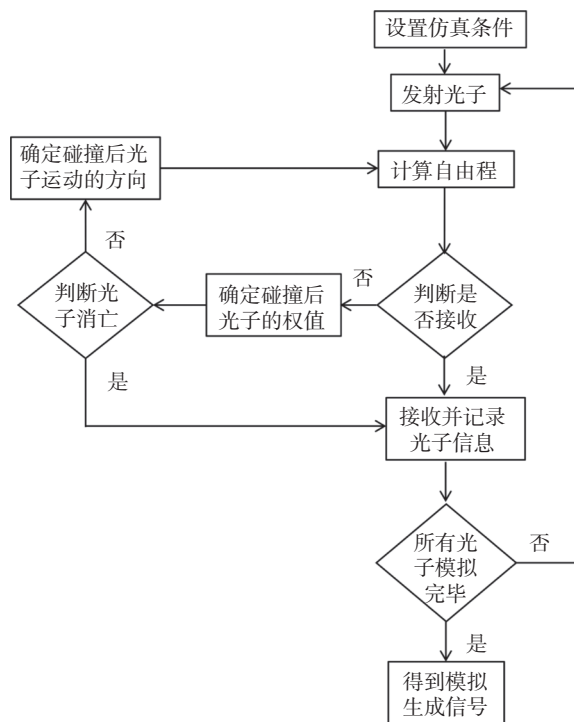 设置仿真条件
发射光子
确定碰撞后光
子运动的方向
计算自由程
否
判断光
子消亡
确定碰撞后
光子的权值
否
判断是
否接收
是
是
接收并记录
光子信息
所有光
子模拟
完毕
否
是
得到模拟
生成信号